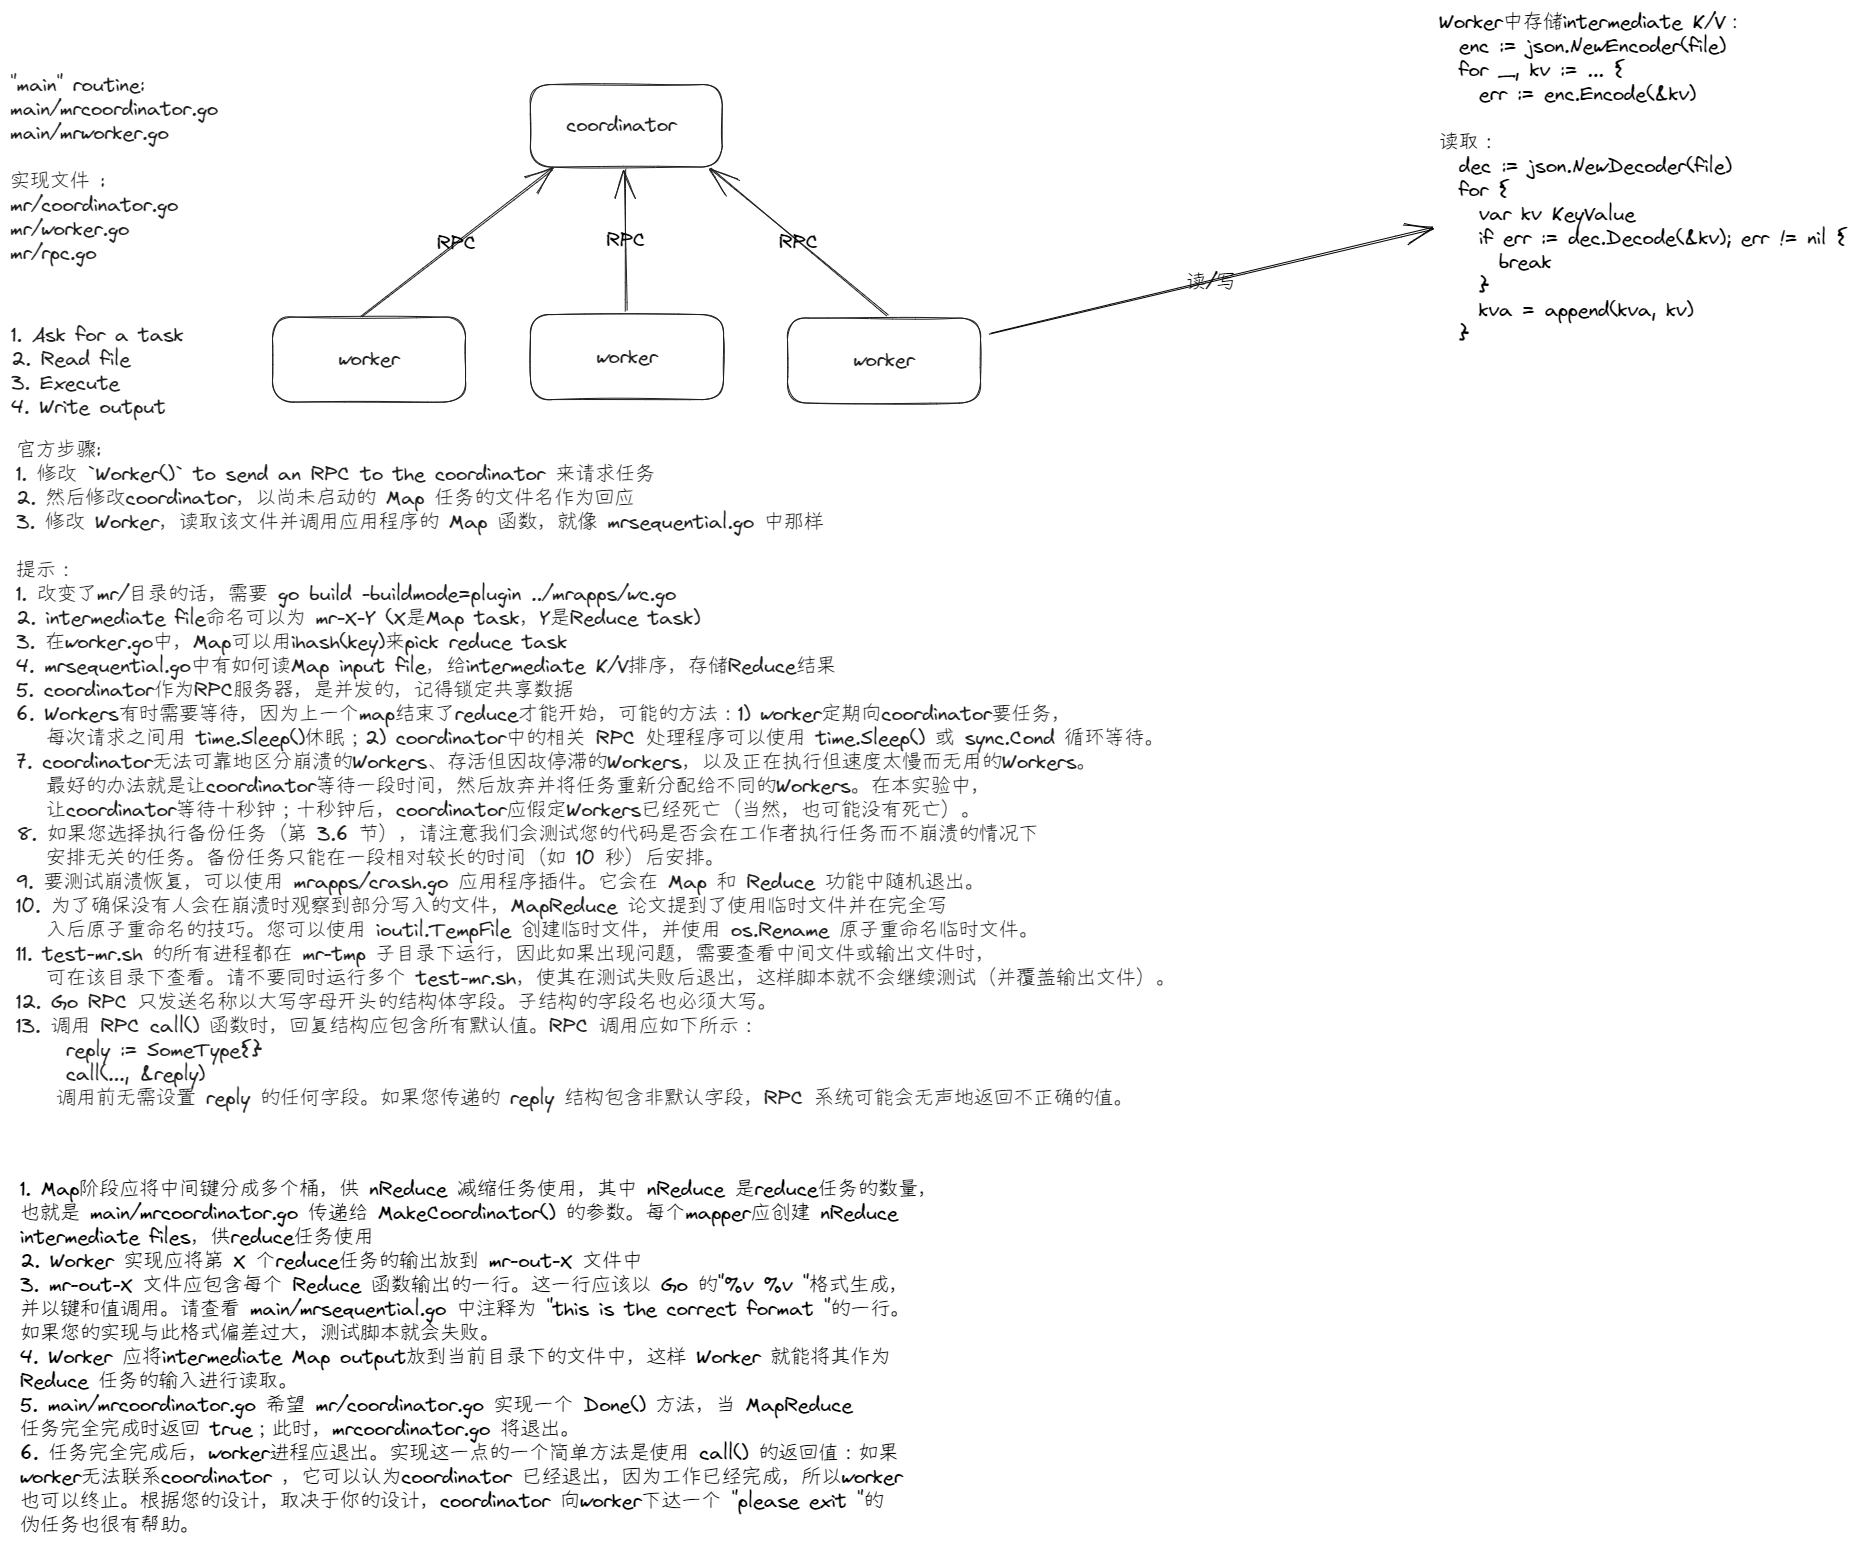 "main" routine:
main/mrcoordinator.go
main/mrworker.go
实现文件：
mr/coordinator.go
mr/worker.go
mr/rpc.go
1. Ask for a task
2. Read file
3. Execute
4. Write output
coordinator
RPC
RPC
RPC
worker
worker
worker
读/写
Worker中存储intermediate K/V：
enc := json.NewEncoder(file)
for _, kv := ... {
err := enc.Encode(&kv)
读取：
dec := json.NewDecoder(file)
for {
var kv KeyValue
if err := dec.Decode(&kv); err != nil {
break
}
kva = append(kva, kv)
}
官方步骤:
1. 修改 `Worker()` to send an RPC to the coordinator 来请求任务
2. 然后修改coordinator，以尚未启动的 Map 任务的文件名作为回应
3. 修改 Worker，读取该文件并调用应用程序的 Map 函数，就像 mrsequential.go 中那样
提示：
1. 改变了mr/目录的话，需要 go build -buildmode=plugin ../mrapps/wc.go
2. intermediate file命名可以为 mr-X-Y (X是Map task，Y是Reduce task)
3. 在worker.go中，Map可以用ihash(key)来pick reduce task
4. mrsequential.go中有如何读Map input file，给intermediate K/V排序，存储Reduce结果
5. coordinator作为RPC服务器，是并发的，记得锁定共享数据
6. Workers有时需要等待，因为上一个map结束了reduce才能开始，可能的方法：1) worker定期向coordinator要任务，
每次请求之间用 time.Sleep()休眠；2) coordinator中的相关 RPC 处理程序可以使用 time.Sleep() 或 sync.Cond 循环等待。
7. coordinator无法可靠地区分崩溃的Workers、存活但因故停滞的Workers，以及正在执行但速度太慢而无用的Workers。
最好的办法就是让coordinator等待一段时间，然后放弃并将任务重新分配给不同的Workers。在本实验中，
让coordinator等待十秒钟；十秒钟后，coordinator应假定Workers已经死亡（当然，也可能没有死亡）。
8. 如果您选择执行备份任务（第 3.6 节），请注意我们会测试您的代码是否会在工作者执行任务而不崩溃的情况下
安排无关的任务。备份任务只能在一段相对较长的时间（如 10 秒）后安排。
9. 要测试崩溃恢复，可以使用 mrapps/crash.go 应用程序插件。它会在 Map 和 Reduce 功能中随机退出。
10. 为了确保没有人会在崩溃时观察到部分写入的文件，MapReduce 论文提到了使用临时文件并在完全写
入后原子重命名的技巧。您可以使用 ioutil.TempFile 创建临时文件，并使用 os.Rename 原子重命名临时文件。
11. test-mr.sh 的所有进程都在 mr-tmp 子目录下运行，因此如果出现问题，需要查看中间文件或输出文件时，
可在该目录下查看。请不要同时运行多个 test-mr.sh，使其在测试失败后退出，这样脚本就不会继续测试（并覆盖输出文件）。
12. Go RPC 只发送名称以大写字母开头的结构体字段。子结构的字段名也必须大写。
13. 调用 RPC call() 函数时，回复结构应包含所有默认值。RPC 调用应如下所示：
reply := SomeType{}
call(..., &reply)
调用前无需设置 reply 的任何字段。如果您传递的 reply 结构包含非默认字段，RPC 系统可能会无声地返回不正确的值。
1. Map阶段应将中间键分成多个桶，供 nReduce 减缩任务使用，其中 nReduce 是reduce任务的数量，
也就是 main/mrcoordinator.go 传递给 MakeCoordinator() 的参数。每个mapper应创建 nReduce
intermediate files，供reduce任务使用
2. Worker 实现应将第 X 个reduce任务的输出放到 mr-out-X 文件中
3. mr-out-X 文件应包含每个 Reduce 函数输出的一行。这一行应该以 Go 的"%v %v "格式生成，
并以键和值调用。请查看 main/mrsequential.go 中注释为 "this is the correct format "的一行。
如果您的实现与此格式偏差过大，测试脚本就会失败。
4. Worker 应将intermediate Map output放到当前目录下的文件中，这样 Worker 就能将其作为
Reduce 任务的输入进行读取。
5. main/mrcoordinator.go 希望 mr/coordinator.go 实现一个 Done() 方法，当 MapReduce
任务完全完成时返回 true；此时，mrcoordinator.go 将退出。
6. 任务完全完成后，worker进程应退出。实现这一点的一个简单方法是使用 call() 的返回值：如果
worker无法联系coordinator ，它可以认为coordinator 已经退出，因为工作已经完成，所以worker
也可以终止。根据您的设计，取决于你的设计，coordinator 向worker下达一个 "please exit "的
伪任务也很有帮助。